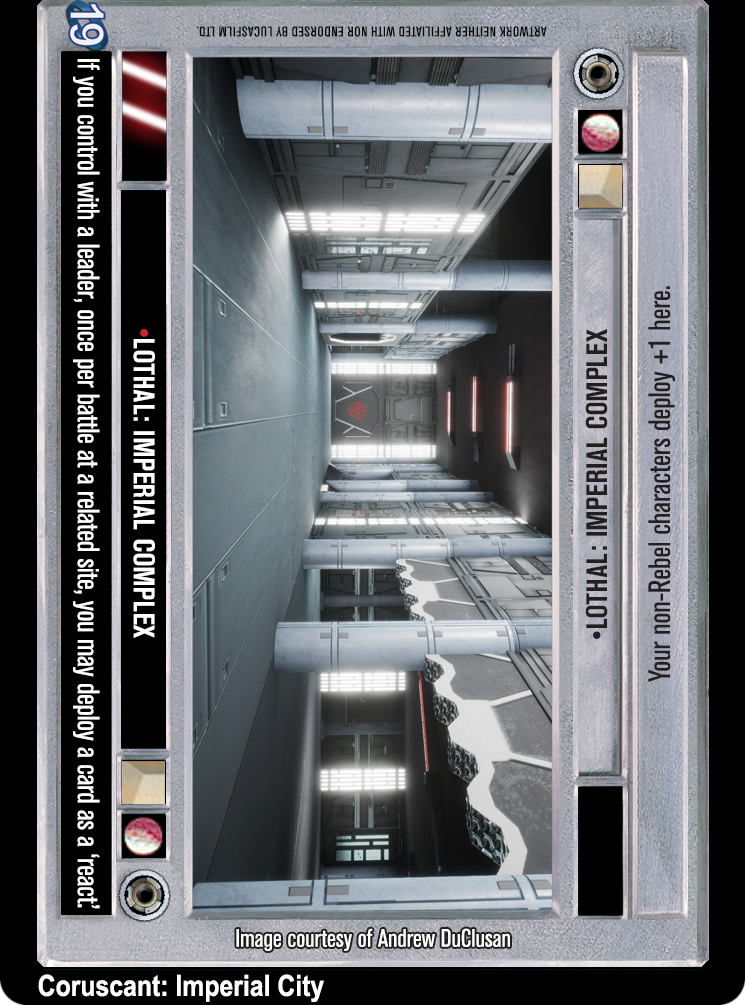 19
ARTWORK NEITHER AFFILIATED WITH NOR ENDORSED BY LUCASFILM LTD.
If you control with a leader, once per battle at a related site, you may deploy a card as a 'react.'
•LOTHAL: IMPERIAL COMPLEX
•LOTHAL: IMPERIAL COMPLEX
Your non-Rebel characters deploy +1 here.
Image courtesy of Andrew DuClusan
Coruscant: Imperial City